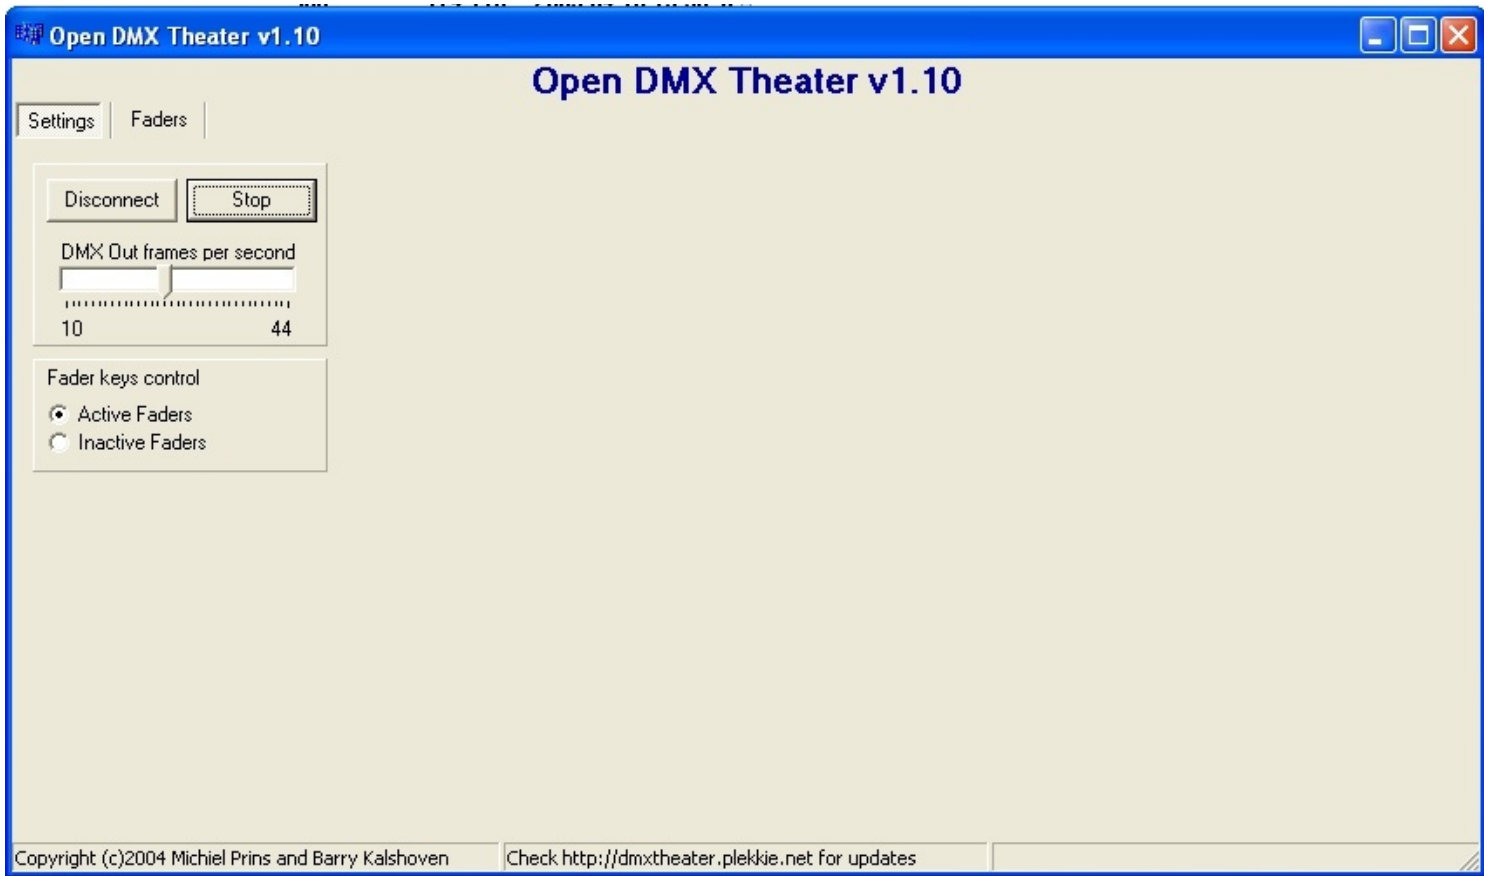 Open DMX Theater v1.10
Open DMX Theater v1.10
Settings Faders
Disconnect Stop
DMX Out frames per second
10 44
Fader keys control
Active Faders
Inactive Faders
Copyright (c)2004 Michiel Prins and Barry Kalshoven Check http://dmxtheater.plekkie.net for updates